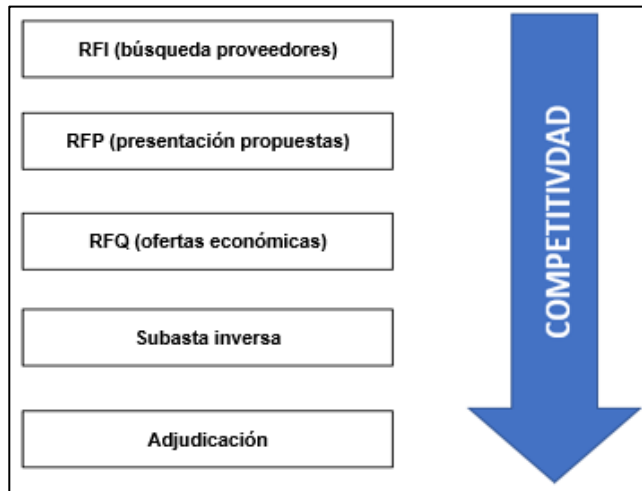 RFI (búsqueda proveedores)
RFP (presentación propuestas)
RFQ (ofertas económicas)
Subasta inversa
Adjudicación
COMPETITIVDAD